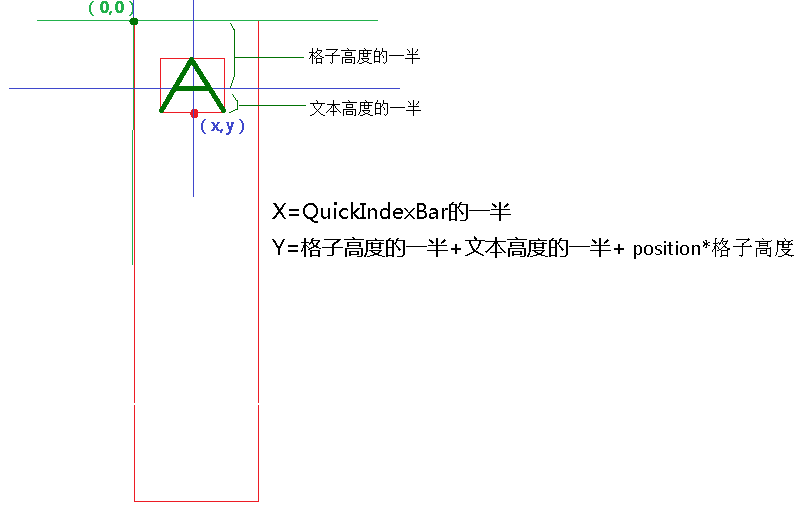 (0,0)
格子高度的一半
A
文本高度的一半
(x,y)
X=QuickIndexBar的一半
Y=格子高度的一半+文本高度的一半+ position*格子高度